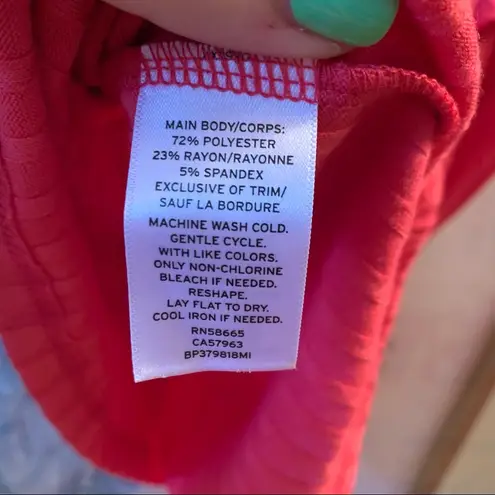 MAIN BODY/CORPS:
72% POLYESTER
23% RAYON/RAYONNE
5% SPANDEX
EXCLUSIVE OF TRIM/
SAUF LA BORDURE
MACHINE WASH COLD.
GENTLE CYCLE.
WITH LIKE COLORS.
ONLY NON-CHLORINE
BLEACH IF NEEDED.
RESHAPE.
LAY FLAT TO DRY.
COOL IRON IF NEEDED.
RN58665
CA57963
BP379818MI